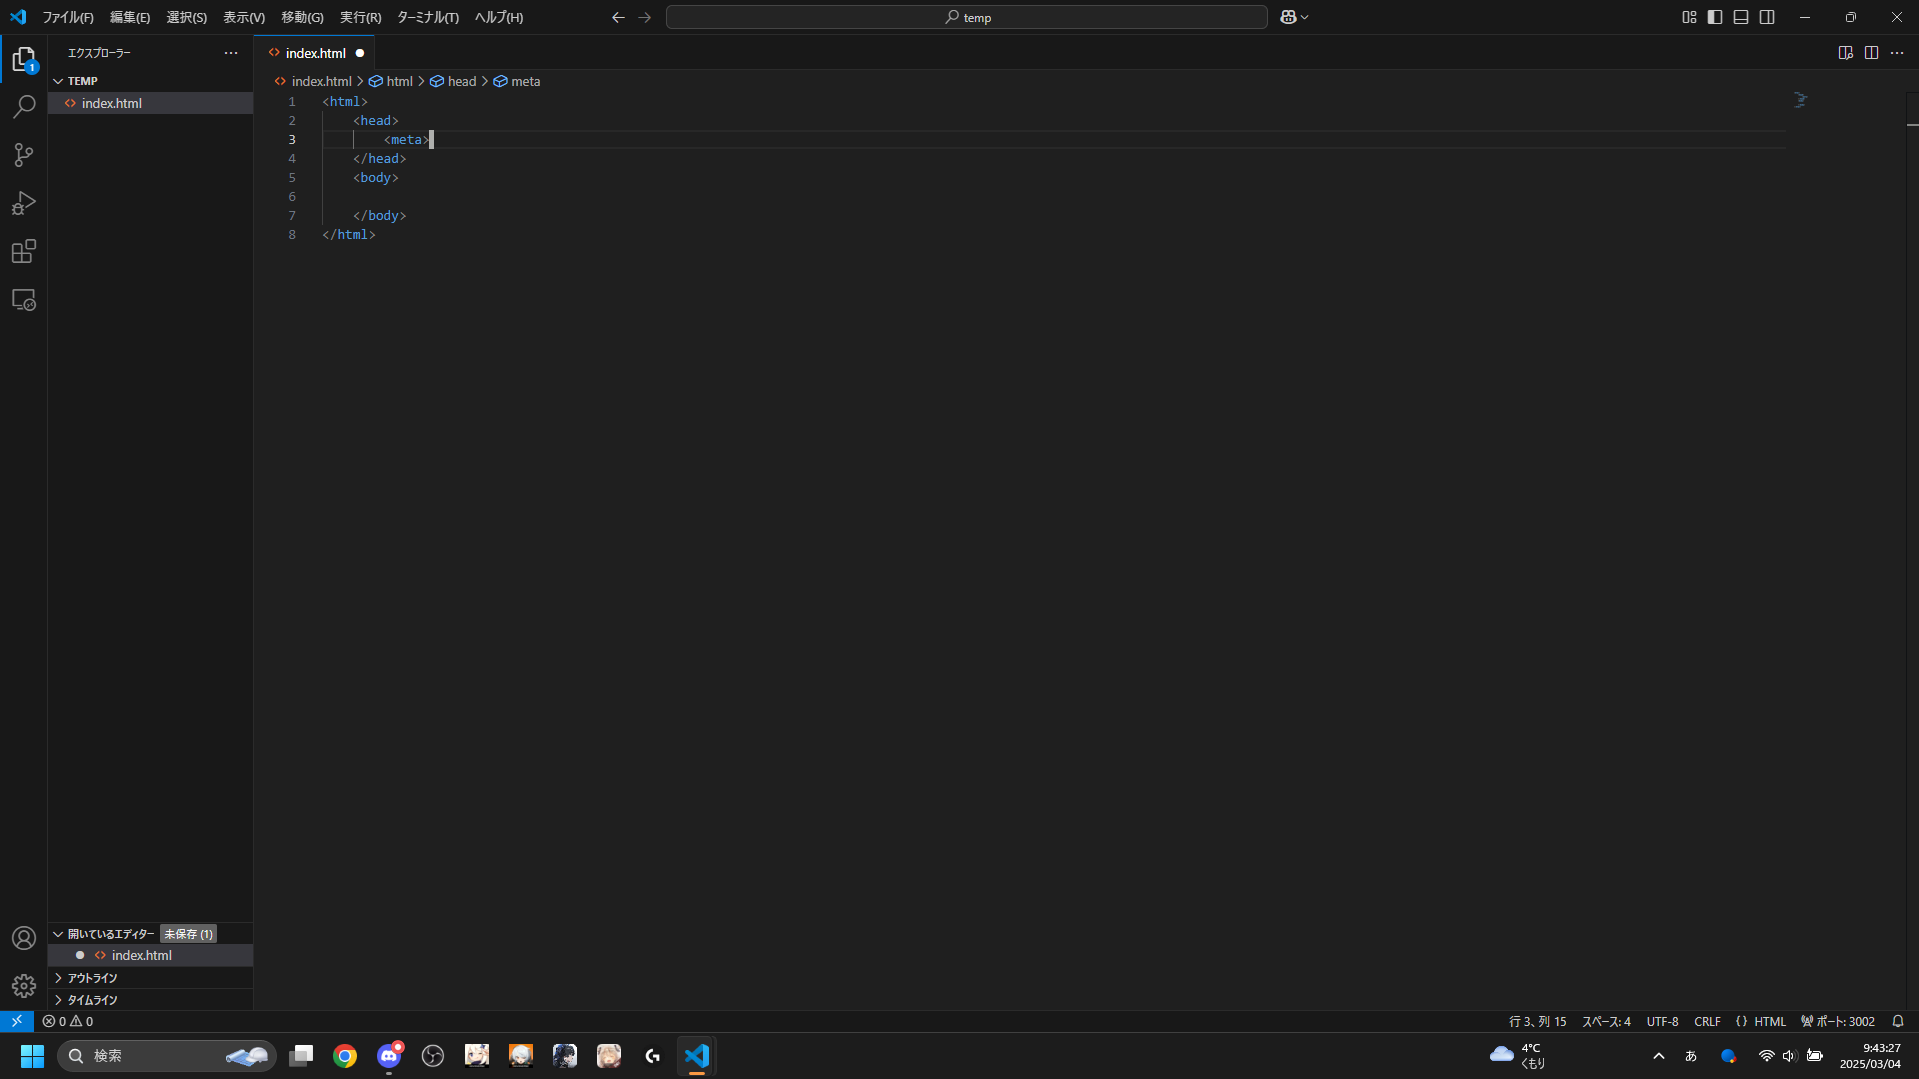 ファイル(F) 編集(E) 選択(S) 表示(V) 移動(G) 実行(R) ターミナル(T) ヘルプ(H)
temp
エクスプローラー
index.html
TEMP
index.html
index.html html head meta
1 <html>
2 <head>
3 <meta>
4 </head>
5 <body>
6
7 </body>
8 </html>
1
開いているエディター 未保存 (1)
index.html
アウトライン
タイムライン
0 0
行 3、列 15 スペース: 4 UTF-8 CRLF {} HTML ポート: 3002
検索
4°C
くもり
あ
9:43:27
2025/03/04